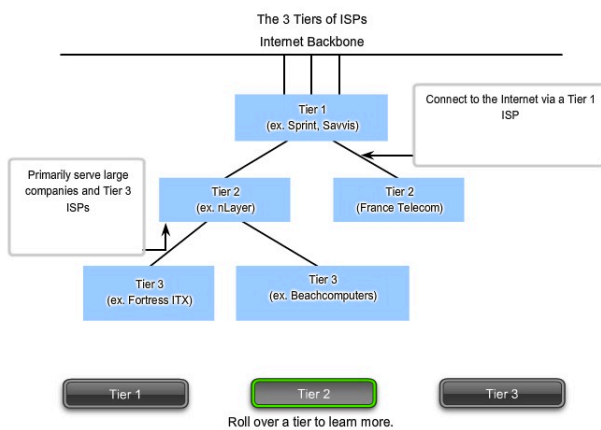 The 3 Tiers of ISPs
Internet Backbone
Tier 1
(ex. Sprint, Savvis)
Connect to the Internet via a Tier 1
ISP
Primarily serve large
companies and Tier 3
ISPs
Tier 2
(ex. nLayer)
Tier 2
(France Telecom)
Tier 3
(ex. Fortress ITX)
Tier 3
(ex. Beachcomputers)
Tier 1
Tier 2
Tier 3
Roll over a tier to learn more.